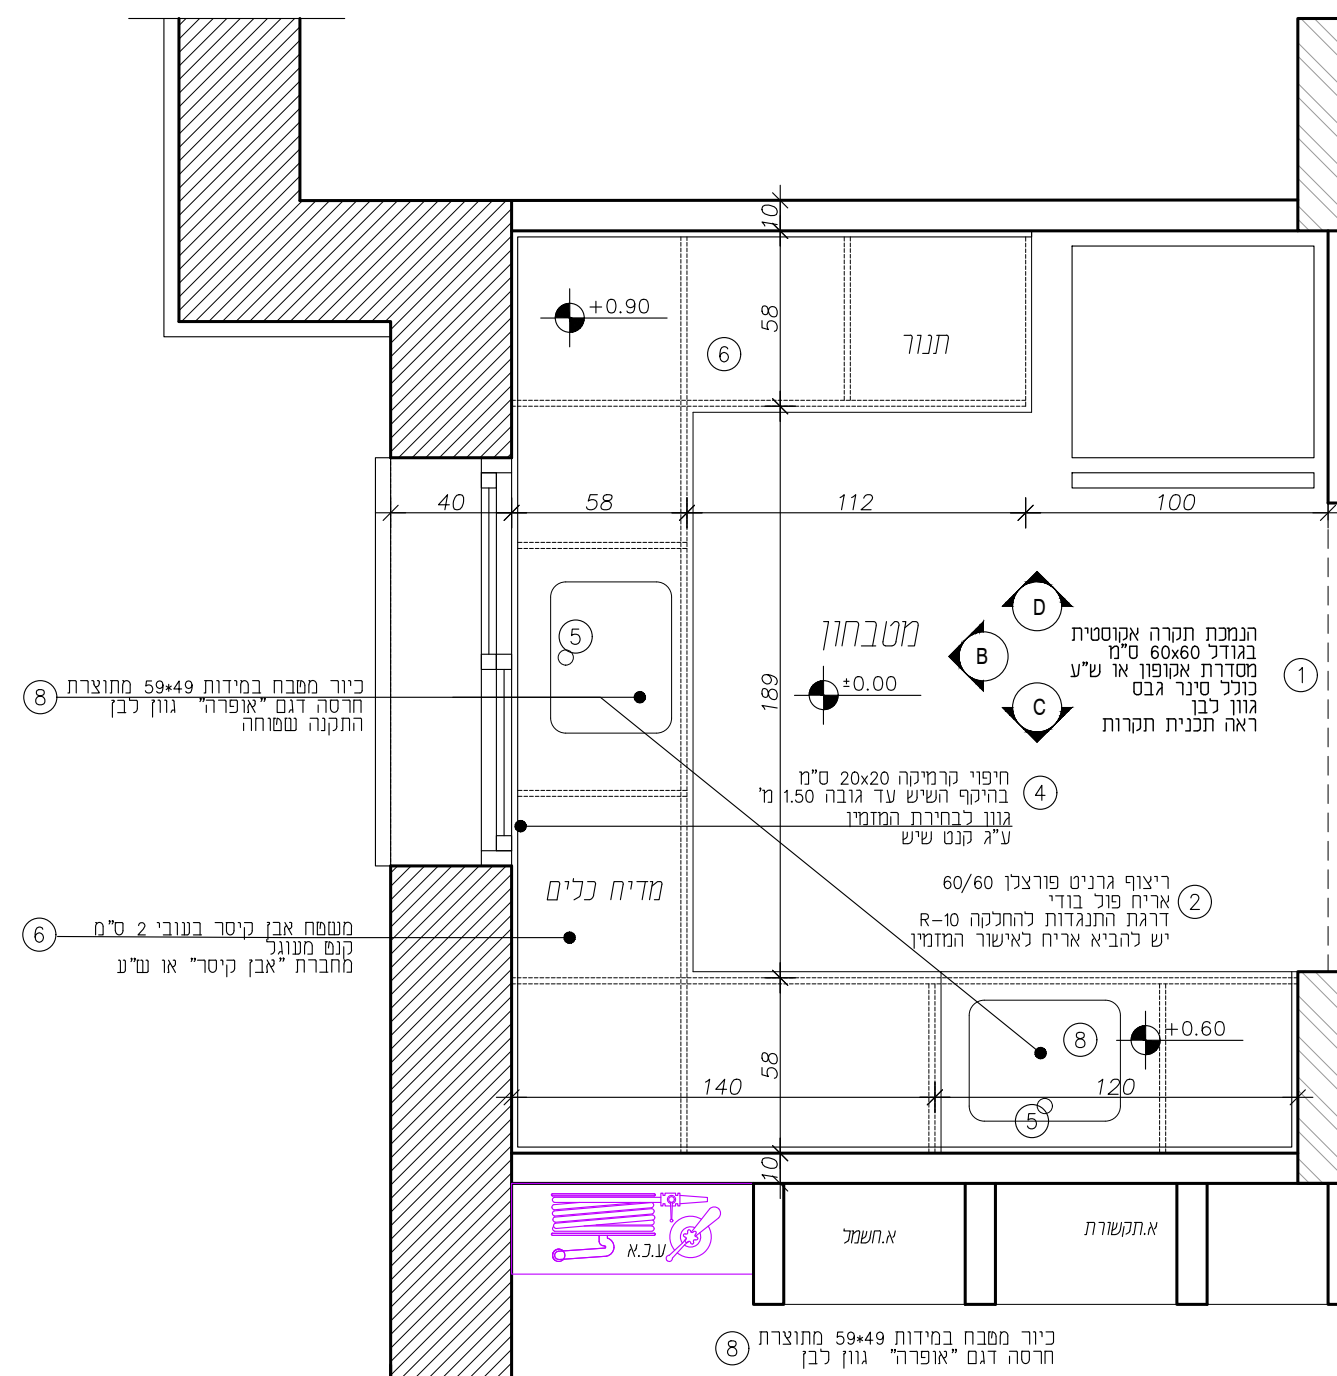 10
+0.90
58
תנור
6
40
58
112
100
D
B
C
5
מטבחון
±0.00
189
הנמכת תקרה אקוסטית
בגודל 60x60 ס"מ
מסדרת אקופון או ש"ע
כולל סינר גבס
גוון לבן
ראה תכנית תקרות
1
8
כיור מטבח במידות 59*49 מתוצרת
חרסה דגם "אופרה" גוון לבן
התקנה שטוחה
חיפוי קרמיקה 20x20 ס"מ
בהיקף השיש עד גובה 1.50 מ'
גוון לבחירת המזמין
ע"ג קנט שיש
4
מדיח כלים
ריצוף גרניט פורצלן 60/60
אריח פול בודי
דרגת התנגדות להחלקה R-10
יש להביא אריח לאישור המזמין
2
6
משטח אבן קיסר בעובי 2 ס"מ
קנט מעוגל
מחברת "אבן קיסר" או ש"ע
8
+0.60
58
140
120
5
10
ע.כ.א
א.חשמל
א.תקשורת
8
כיור מטבח במידות 59*49 מתוצרת
חרסה דגם "אופרה" גוון לבן